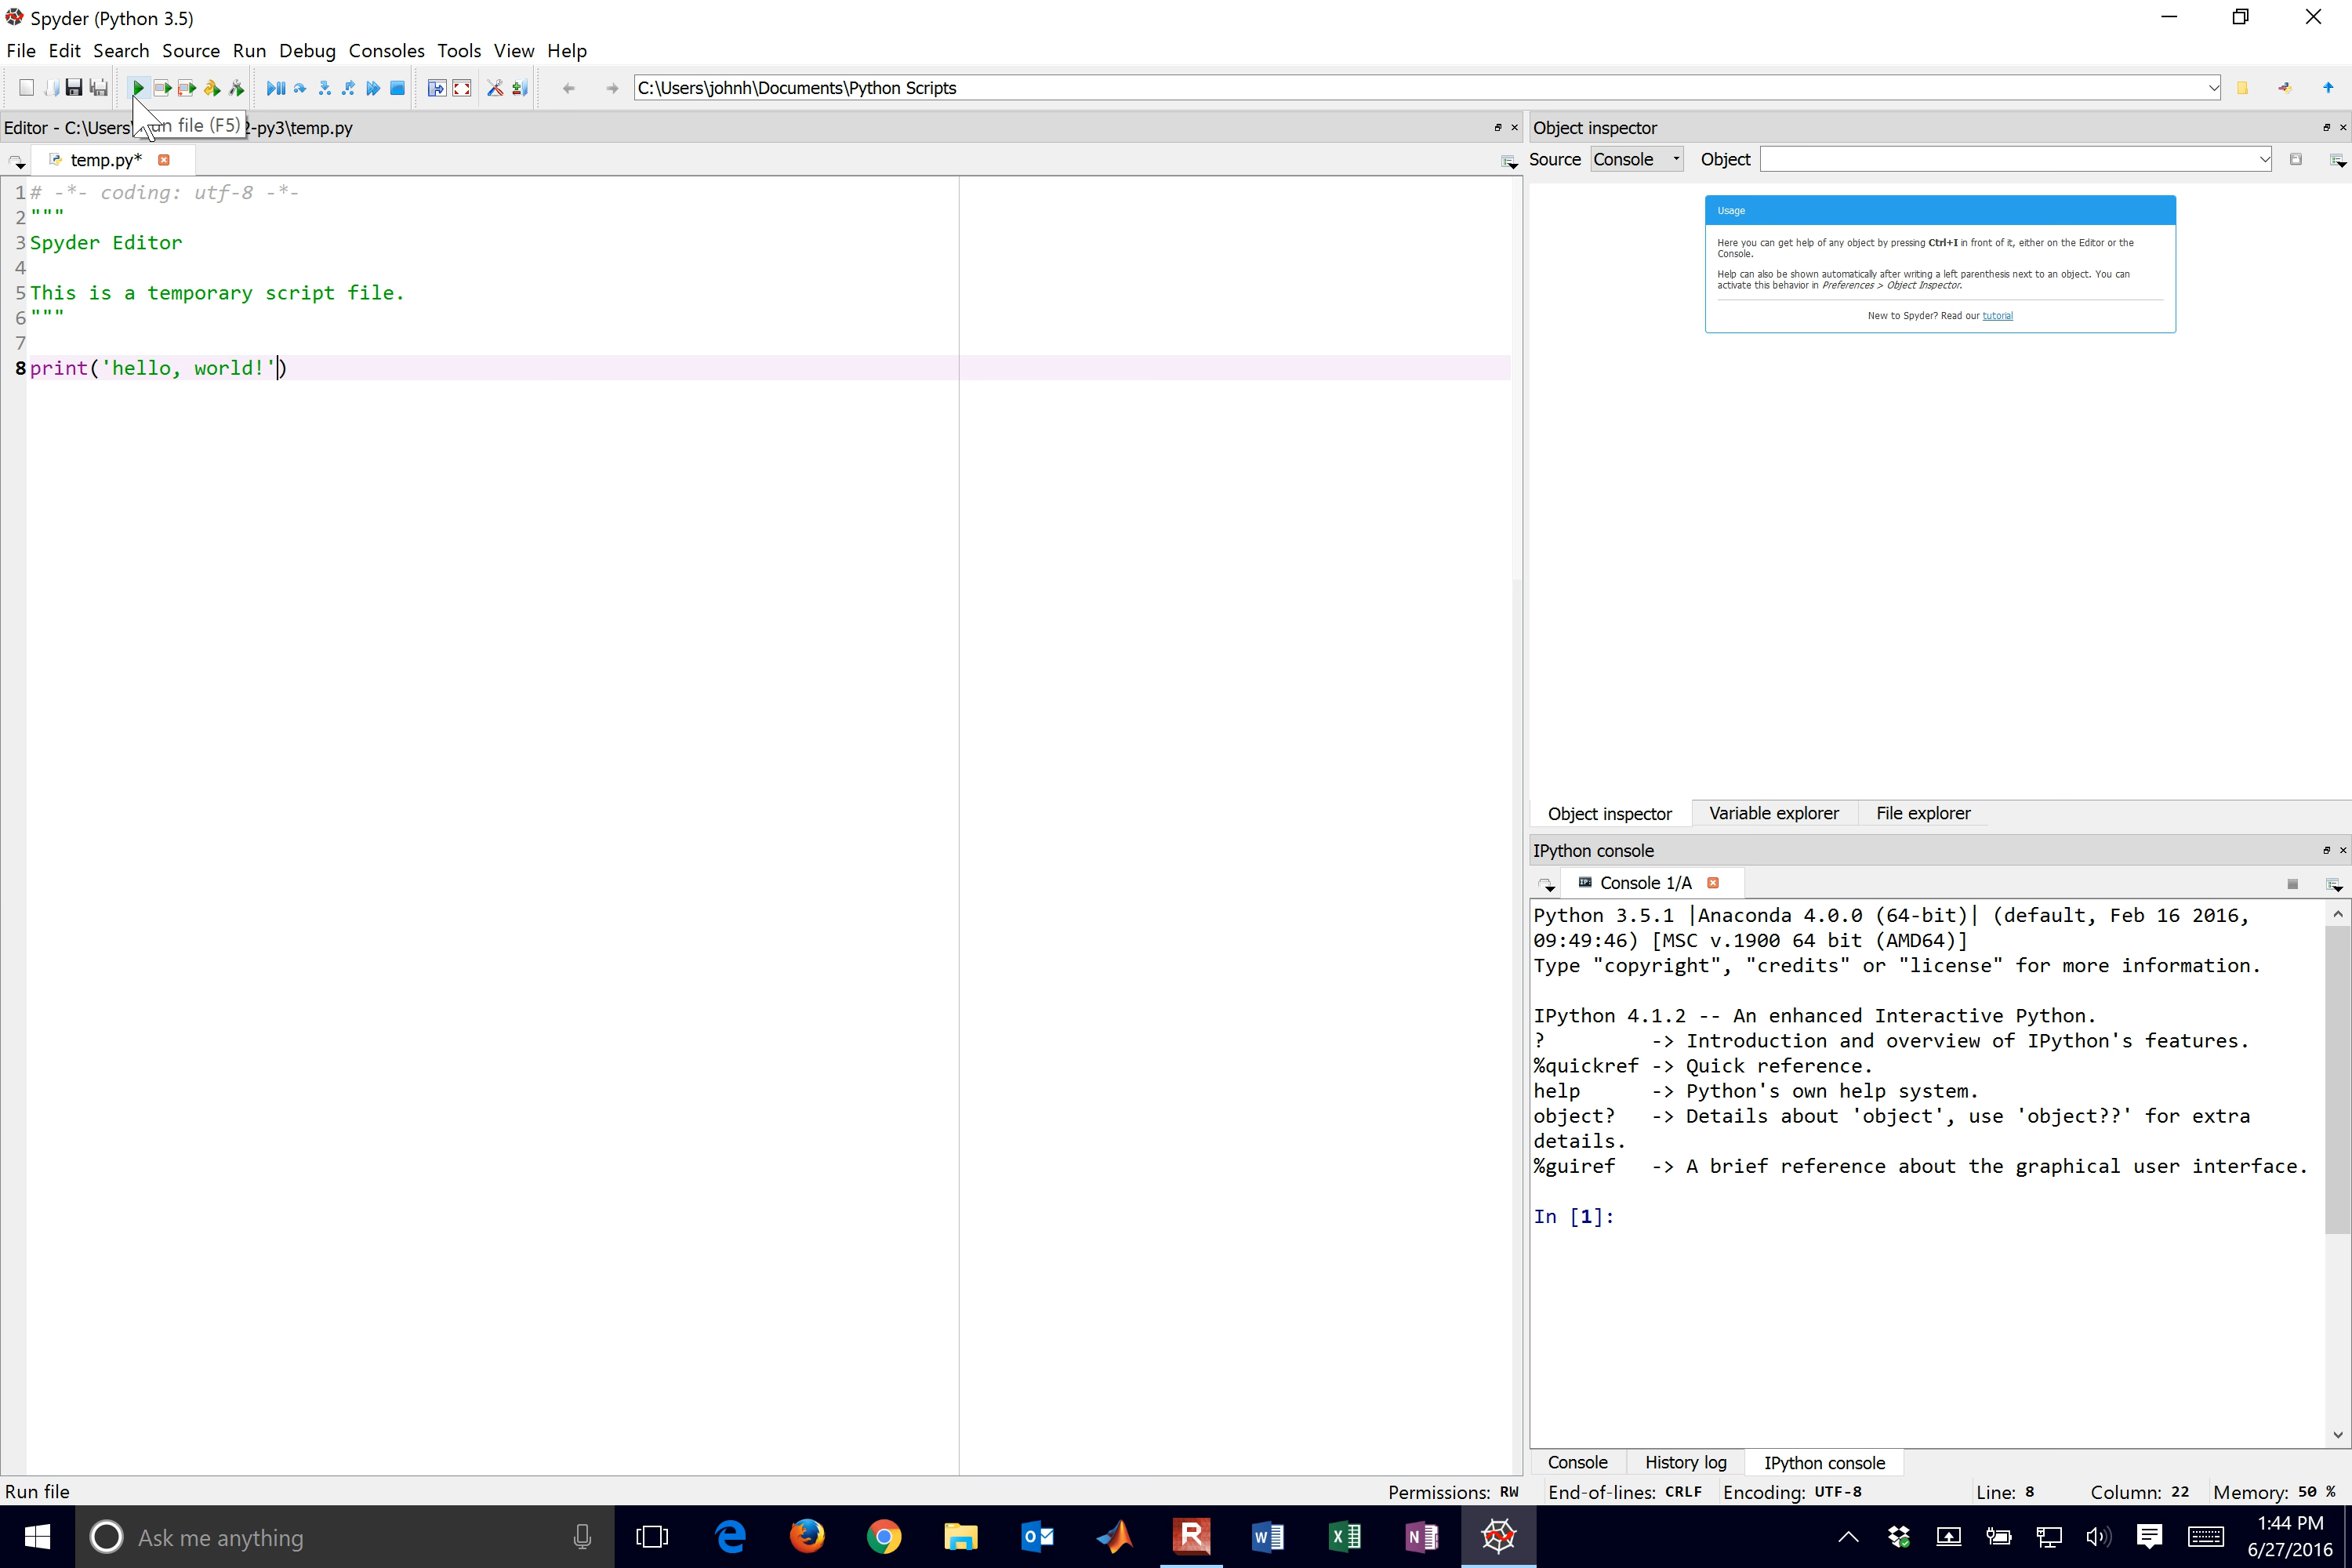 Spyder (Python 3.5)
File Edit Search Source Run Debug Consoles Tools View Help
C:\Users\johnh\Documents\Python Scripts
Editor - C:\Users\ 2-py3\temp.py
file (F5)
temp.py*
1 # -*- coding: utf-8 -*-
2 """
3 Spyder Editor
4
5 This is a temporary script file.
6 """
7
8 print('hello, world!')
Object inspector
Source Console Object
Usage
Here you can get help of any object by pressing Ctrl+I in front of it, either on the Editor or the
Console.
Help can also be shown automatically after writing a left parenthesis next to an object. You can
activate this behavior in Preferences > Object Inspector.
New to Spyder? Read our tutorial
Object inspector Variable explorer File explorer
IPython console
Console 1/A
Python 3.5.1 |Anaconda 4.0.0 (64-bit)| (default, Feb 16 2016,
09:49:46) [MSC v.1900 64 bit (AMD64)]
Type "copyright", "credits" or "license" for more information.
IPython 4.1.2 -- An enhanced Interactive Python.
? -> Introduction and overview of IPython's features.
%quickref -> Quick reference.
help -> Python's own help system.
object? -> Details about 'object', use 'object??' for extra
details.
%guiref -> A brief reference about the graphical user interface.
In [1]:
Console History log IPython console
Run file Permissions: RW End-of-lines: CRLF Encoding: UTF-8 Line: 8 Column: 22 Memory: 50 %
Ask me anything
1:44 PM
6/27/2016